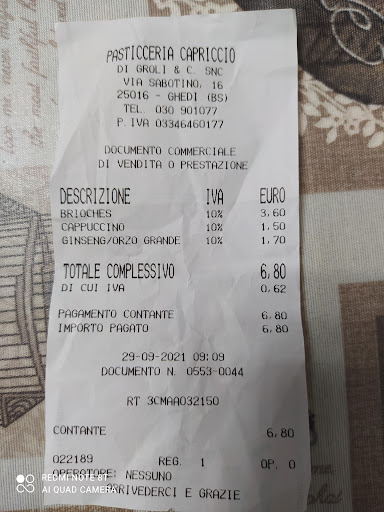 PASTICCERIA CAPRICCIO
DI GROLI & C. SNC
VIA SABOTINO, 16
25016 - GHEDI (BS)
TEL. 030 901077
P.IVA 03346460177
DOCUMENTO COMMERCIALE
DI VENDITA O PRESTAZIONE
DESCRIZIONE IVA EURO
BRIOCHES 10% 3,60
CAPPUCCINO 10% 1,50
GINSENG/ORZO GRANDE 10% 1,70
TOTALE COMPLESSIVO 6,80
DI CUI IVA 0,62
PAGAMENTO CONTANTE 6,80
IMPORTO PAGATO 6,80
29-09-2021 09:09
DOCUMENTO N. 0553-0044
RT 3CMAA032150
CONTANTE 6,80
022189 REG. 1 OP. 0
OPERATORE: NESSUNO
ARRIVEDERCI E GRAZIE
REDMI NOTE 8T
AI QUAD CAMERA